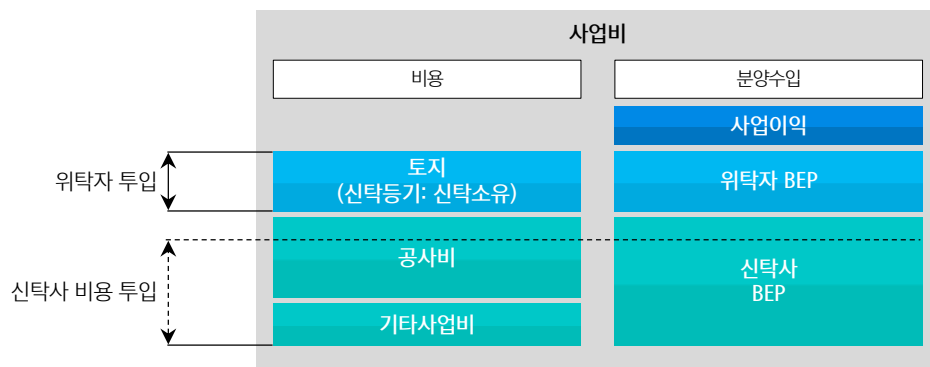 사업비
비용
분양수입
사업이익
위탁자 투입
토지
(신탁등기: 신탁소유)
위탁자 BEP
공사비
신탁사 비용 투입
신탁사
BEP
기타사업비